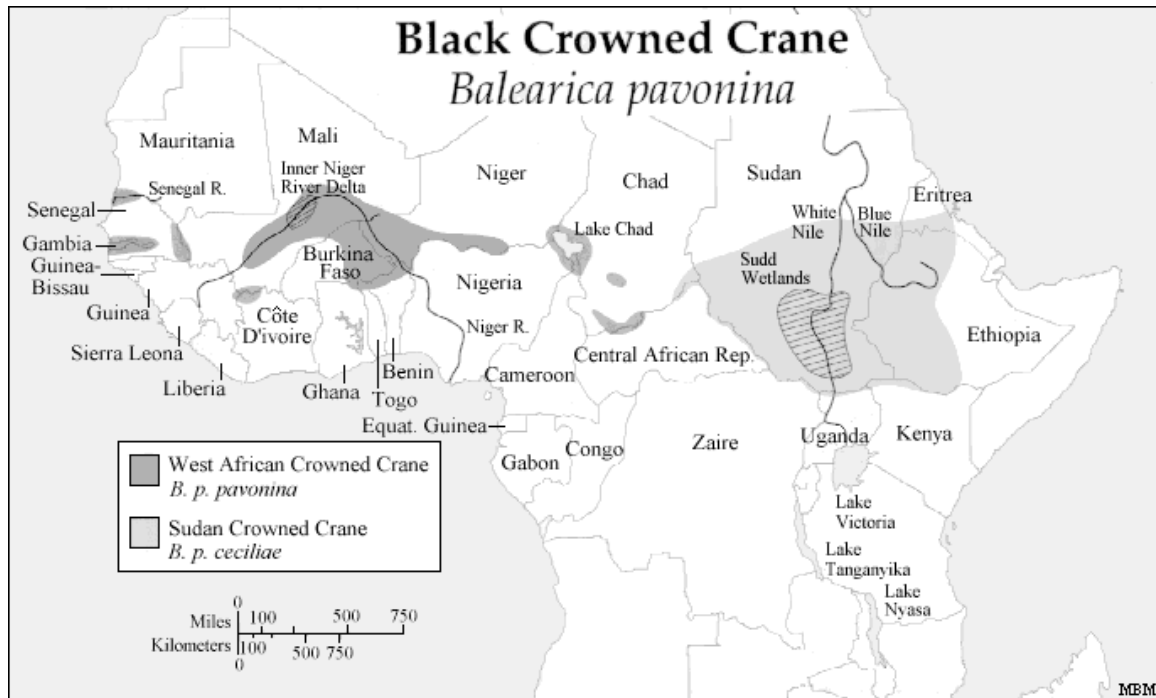 Black Crowned Crane
Balearica pavonina
Mauritania
Mali
Niger
Chad
Sudan
Eritrea
Inner Niger
River Delta
Senegal R.
Senegal
Gambia
Guinea-
Bissau
Guinea
Sierra Leona
Liberia
Burkina
Faso
Côte
D'ivoire
Ghana
Togo
Benin
Nigeria
Niger R.
Lake Chad
Cameroon
Central African Rep.
White
Nile
Blue
Nile
Sudd
Wetlands
Ethiopia
Equat. Guinea
Gabon
Congo
Zaire
Uganda
Kenya
Lake
Victoria
Lake
Tanganyika
Lake
Nyasa
West African Crowned Crane
B. p. pavonina
Sudan Crowned Crane
B. p. ceciliae
0
100 500 750
Miles
Kilometers
100 500 750
0
MBM